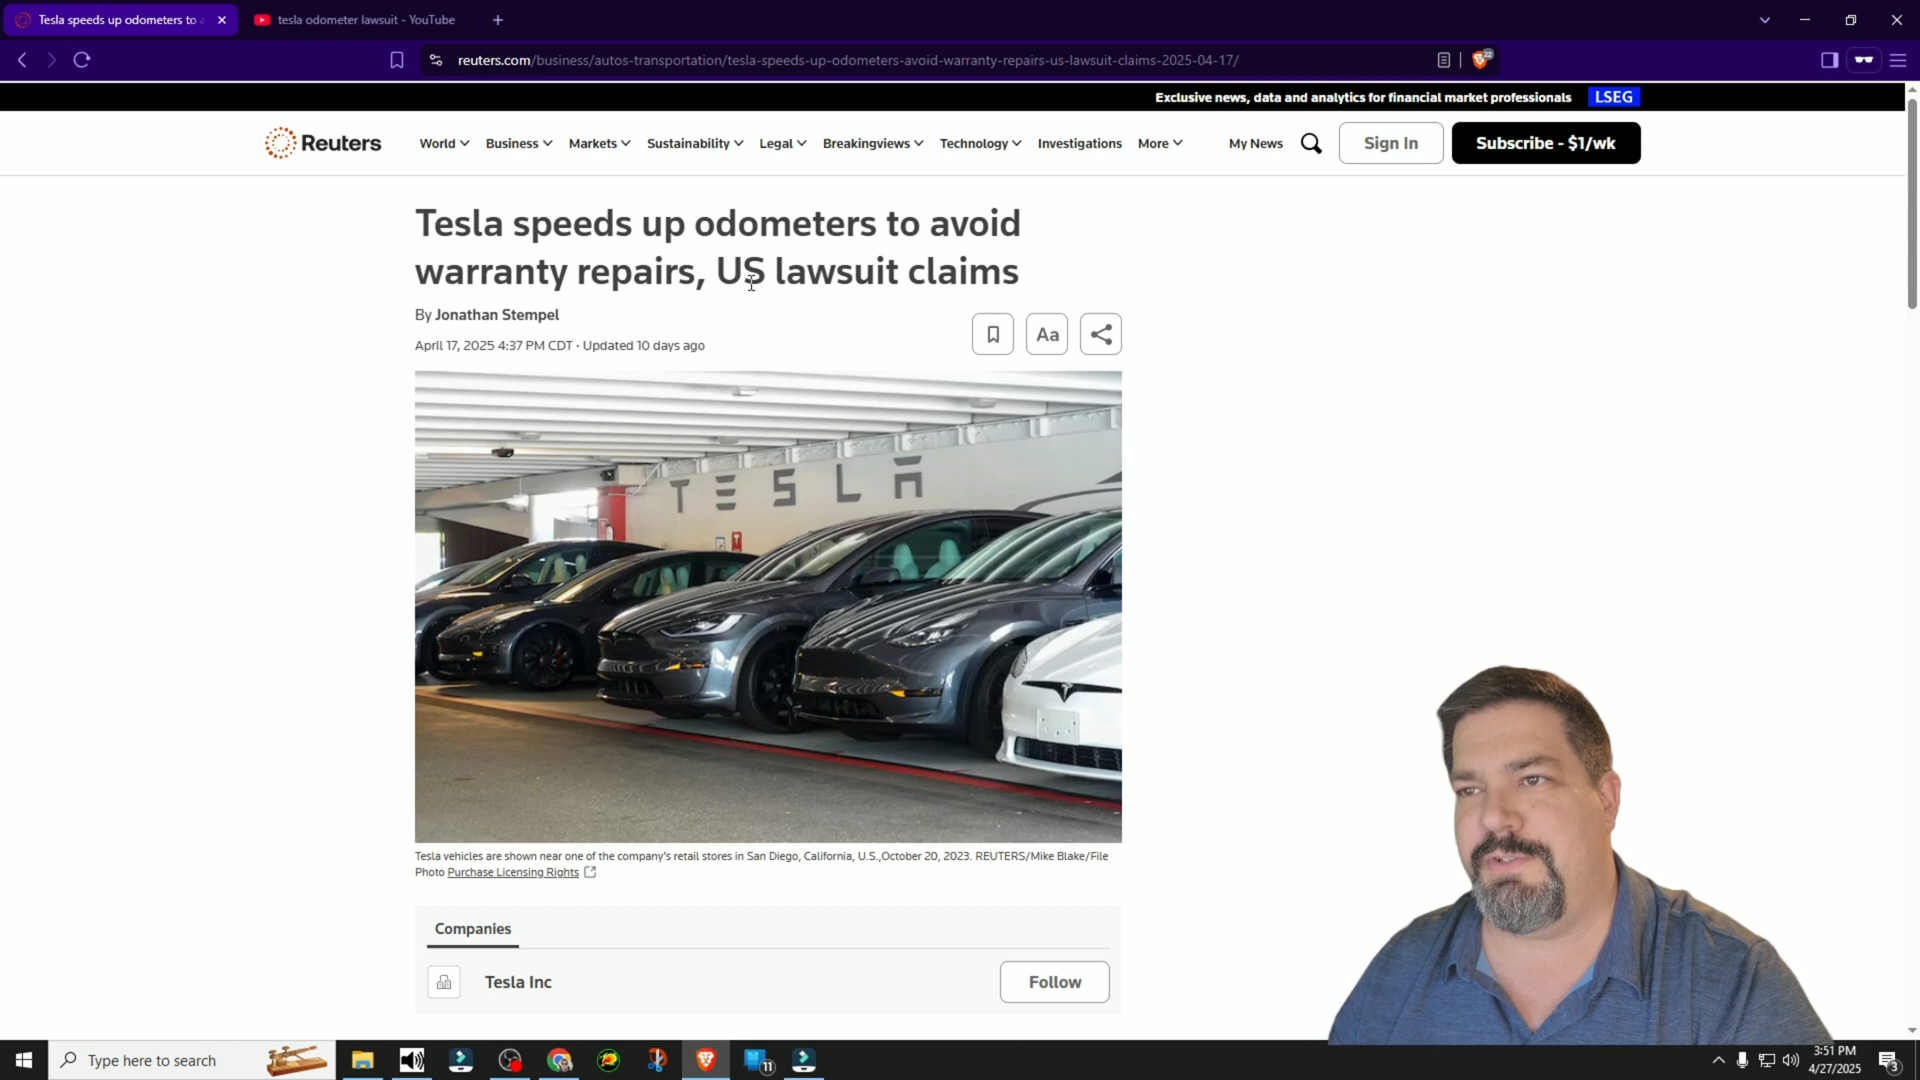 Tesla speeds up odometers to a
tesla odometer lawsuit - YouTube
reuters.com/business/autos-transportation/tesla-speeds-up-odometers-avoid-warranty-repairs-us-lawsuit-claims-2025-04-17/
22
Exclusive news, data and analytics for financial market professionals LSEG
Reuters
World Business Markets Sustainability Legal Breakingviews Technology Investigations More My News Sign In Subscribe - $1/wk
Tesla speeds up odometers to avoid
warranty repairs, US lawsuit claims
By Jonathan Stempel
April 17, 2025 4:37 PM CDT · Updated 10 days ago
Aa
TESLA
Tesla vehicles are shown near one of the company's retail stores in San Diego, California, U.S.,October 20, 2023. REUTERS/Mike Blake/File
Photo Purchase Licensing Rights
Companies
Tesla Inc
Follow
Type here to search
11
3:51 PM
4/27/2025
3